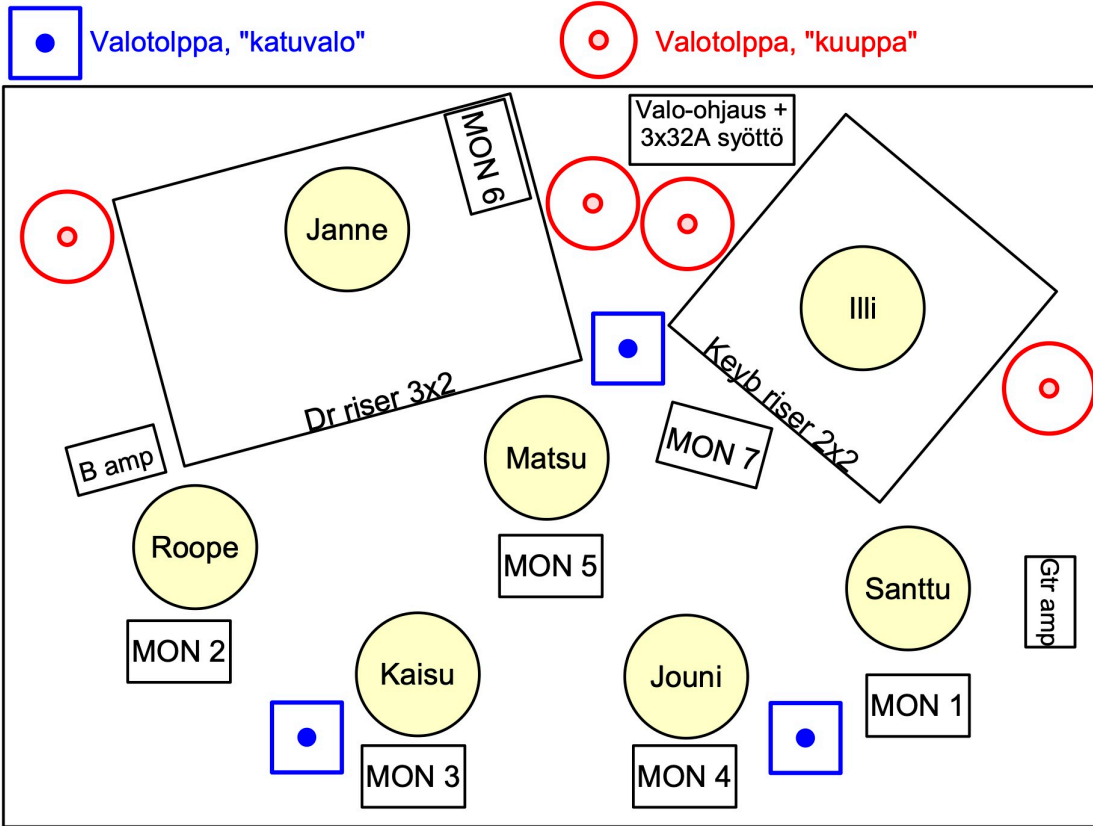 Valotolppa, "katuvalo"
Valotolppa, "kuuppa"
Valo-ohjaus +
3x32A syöttö
MON 6
Janne
Illi
Dr riser 3x2
Keyb riser 2x2
B amp
Matsu
MON 7
Roope
MON 5
Santtu
Gtr amp
MON 2
Kaisu
Jouni
MON 1
MON 3
MON 4